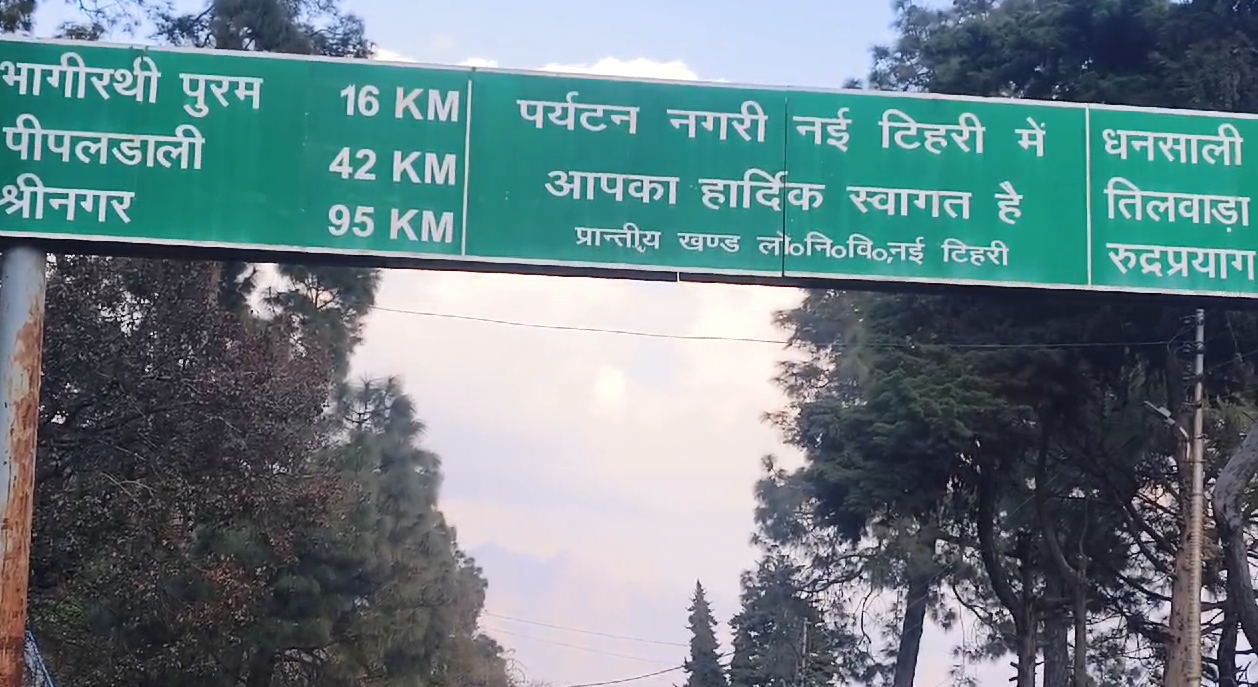 भागीरथी पुरम 16 KM
पीपलडाली 42 KM
श्रीनगर 95 KM
पर्यटन नगरी नई टिहरी में
आपका हार्दिक स्वागत है
प्रान्तीय खण्ड लो०नि०वि०,नई टिहरी
धनसाली
तिलवाड़ा
रुद्रप्रयाग